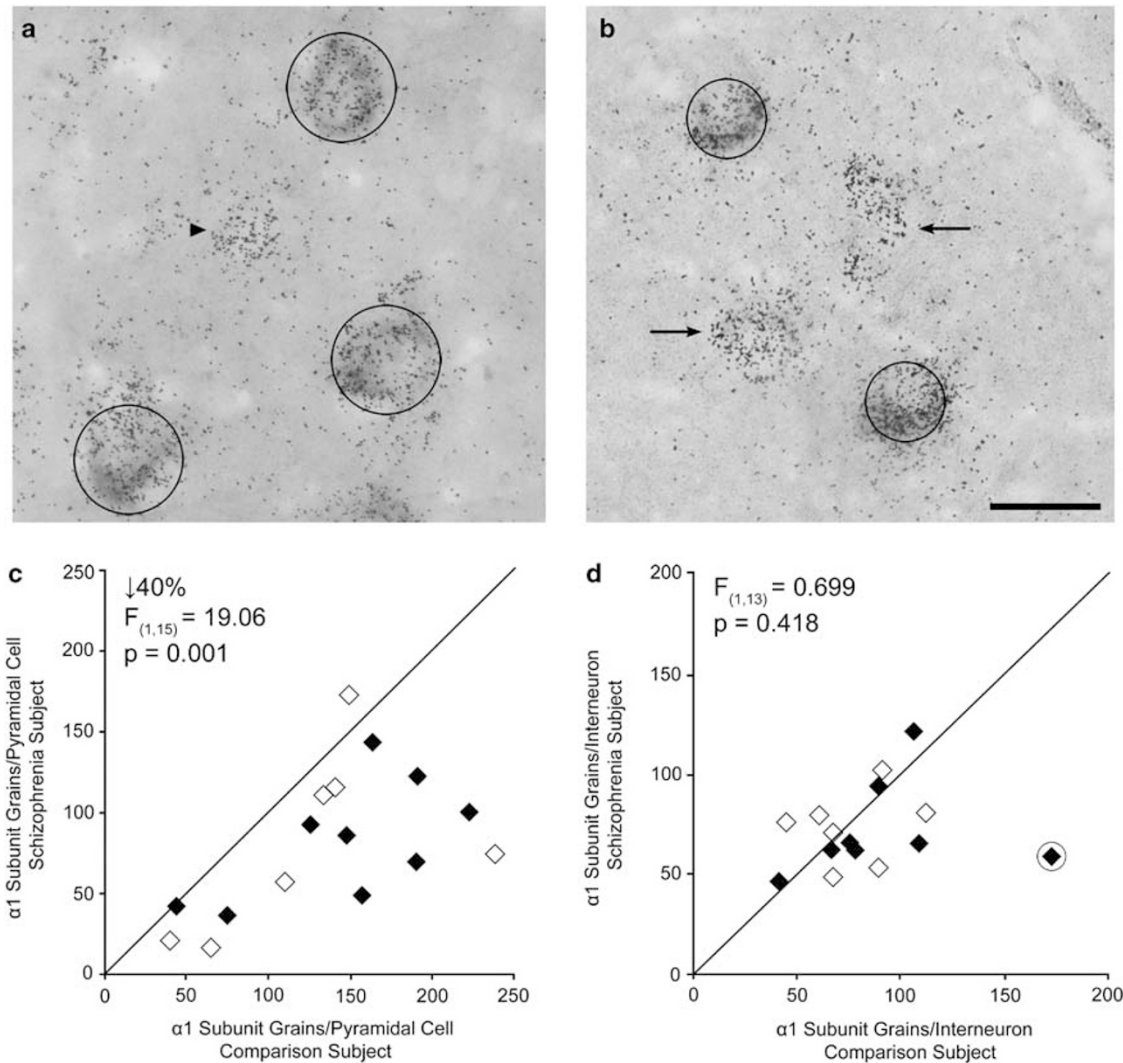 a
b
c
250
200
150
100
50
0
↓40%
F(1,15) = 19.06
p = 0.001
α1 Subunit Grains/Pyramidal Cell
Schizophrenia Subject
0 50 100 150 200 250
α1 Subunit Grains/Pyramidal Cell
Comparison Subject
d
200
150
100
50
0
F(1,13) = 0.699
p = 0.418
α1 Subunit Grains/Interneuron
Schizophrenia Subject
0 50 100 150 200
α1 Subunit Grains/Interneuron
Comparison Subject